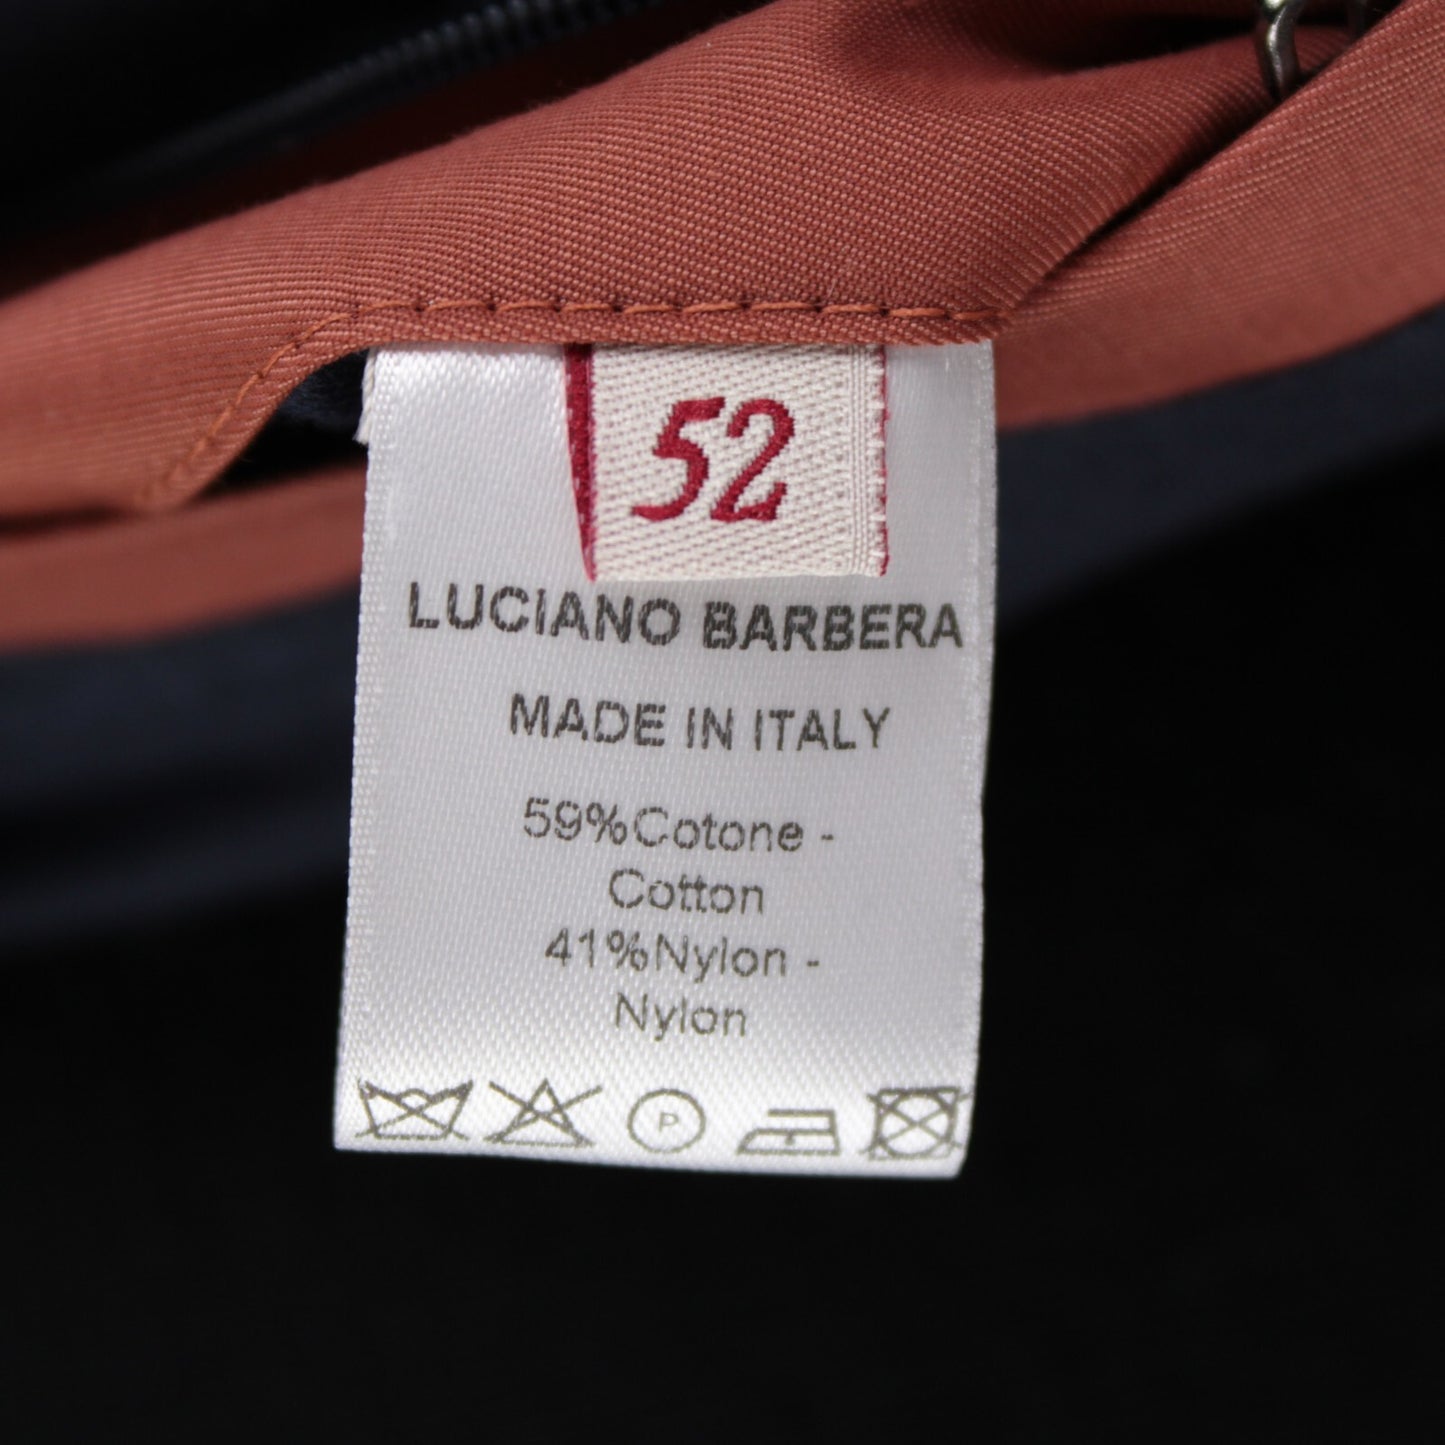 52
LUCIANO BARBERA
MADE IN ITALY
59%Cotone -
Cotton
41%Nylon -
Nylon
P